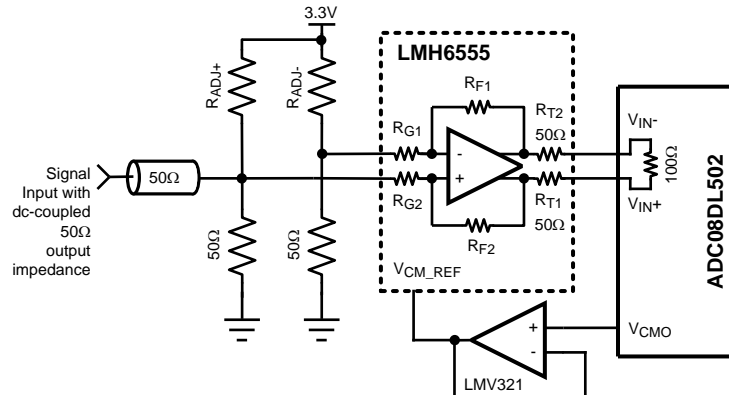 3.3V
LMH6555
RADJ+
RADJ-
RF1
RG1
RT2
50Ω
VIN-
-
+
100Ω
Signal
Input with
dc-coupled
50Ω
output
impedance
50Ω
RG2
RT1
50Ω
VIN+
RF2
50Ω
50Ω
ADC08DL502
VCM_REF
+
-
VCMO
LMV321